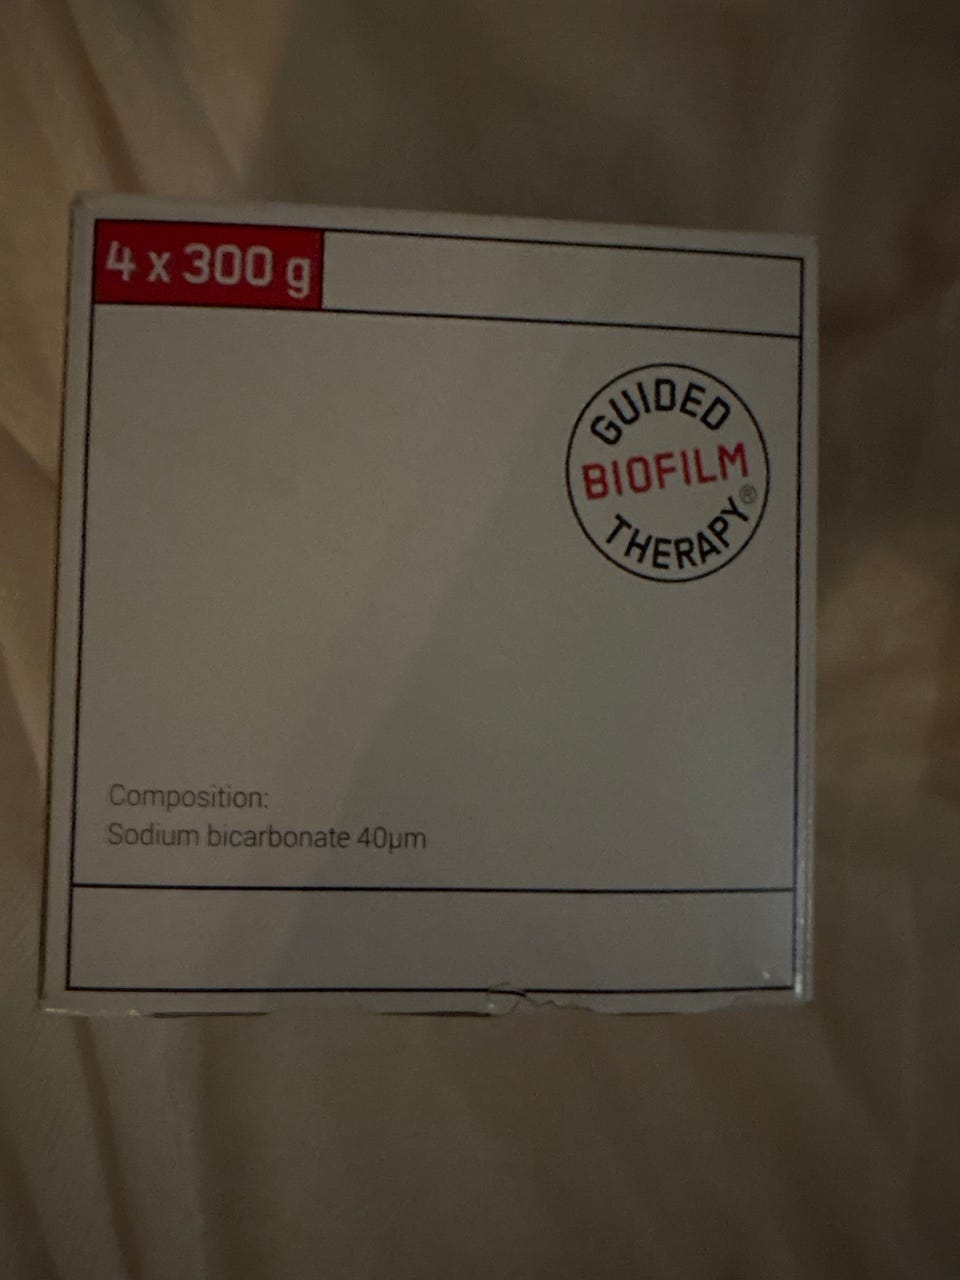 4 x 300 g
GUIDED
BIOFILM
THERAPY®
Composition:
Sodium bicarbonate 40µm